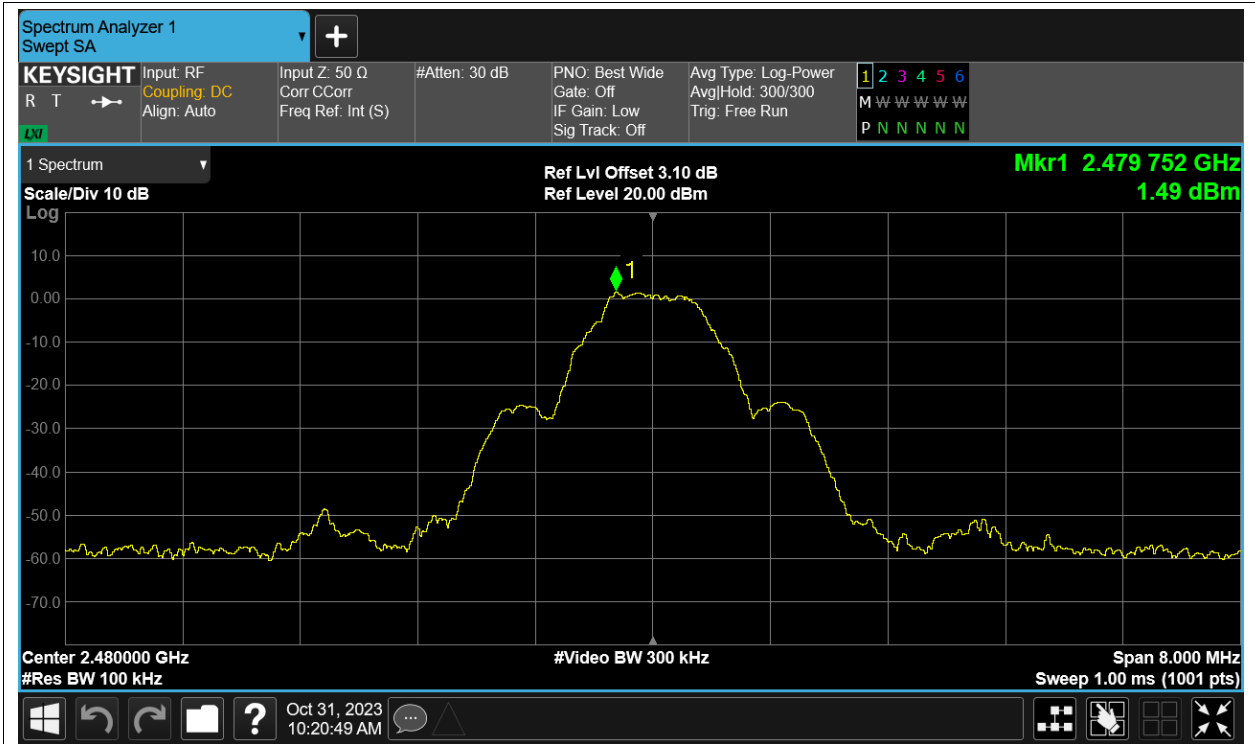 Spectrum Analyzer 1
Swept SA
KEYSIGHT
R T
LXI
Input: RF
Coupling: DC
Align: Auto
Input Z: 50 Ω
Corr CCorr
Freq Ref: Int (S)
#Atten: 30 dB
PNO: Best Wide
Gate: Off
IF Gain: Low
Sig Track: Off
Avg Type: Log-Power
Avg|Hold: 300/300
Trig: Free Run
1 2 3 4 5 6
M W W W W W
P N N N N N
1 Spectrum
Scale/Div 10 dB
Log
Ref Lvl Offset 3.10 dB
Ref Level 20.00 dBm
Mkr1 2.479 752 GHz
1.49 dBm
1
10.0
0.00
-10.0
-20.0
-30.0
-40.0
-50.0
-60.0
-70.0
Center 2.480000 GHz
#Res BW 100 kHz
#Video BW 300 kHz
Span 8.000 MHz
Sweep 1.00 ms (1001 pts)
?
Oct 31, 2023
10:20:49 AM